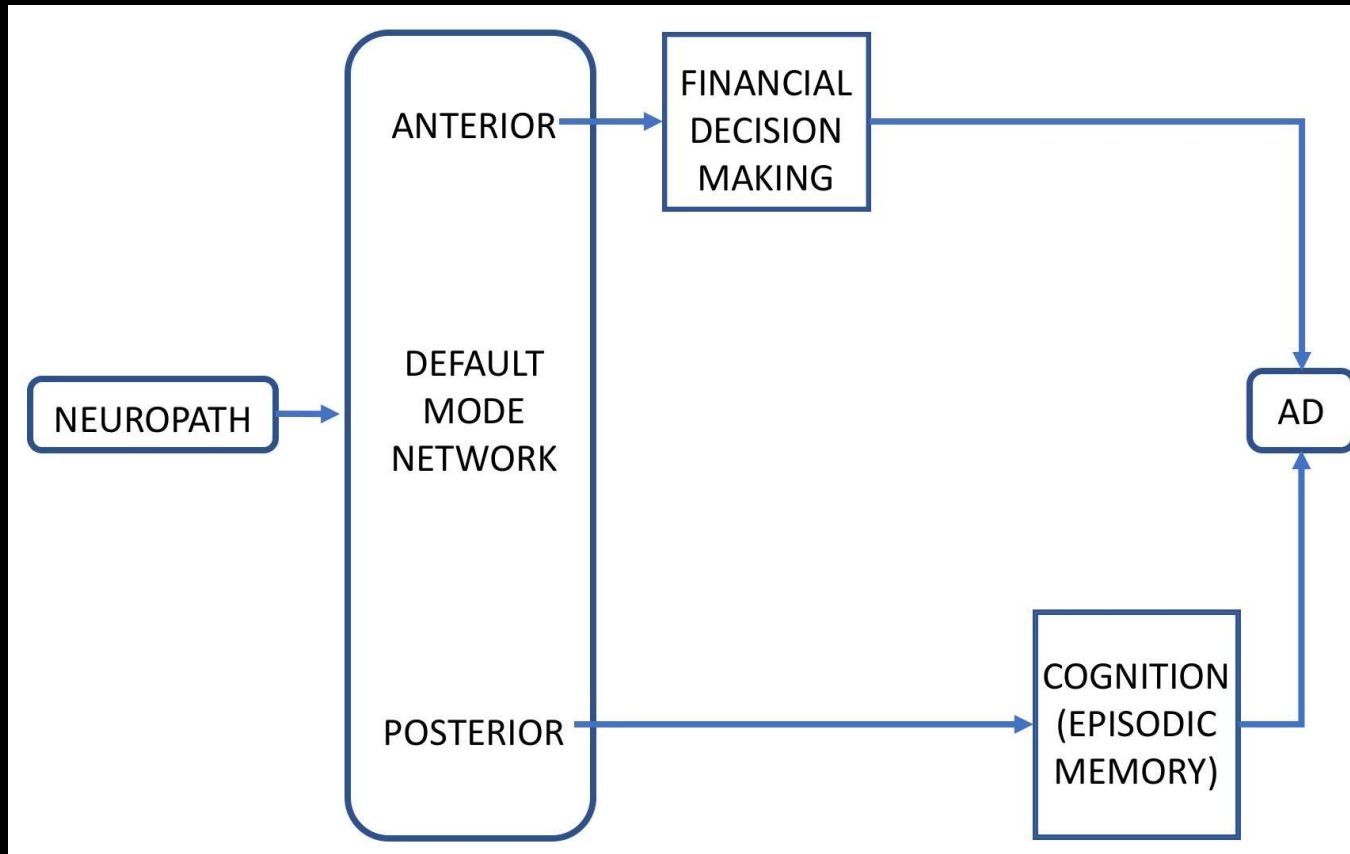 ANTERIOR
FINANCIAL
DECISION
MAKING
DEFAULT
MODE
NETWORK
NEUROPATH
AD
POSTERIOR
COGNITION
(EPISODIC
MEMORY)